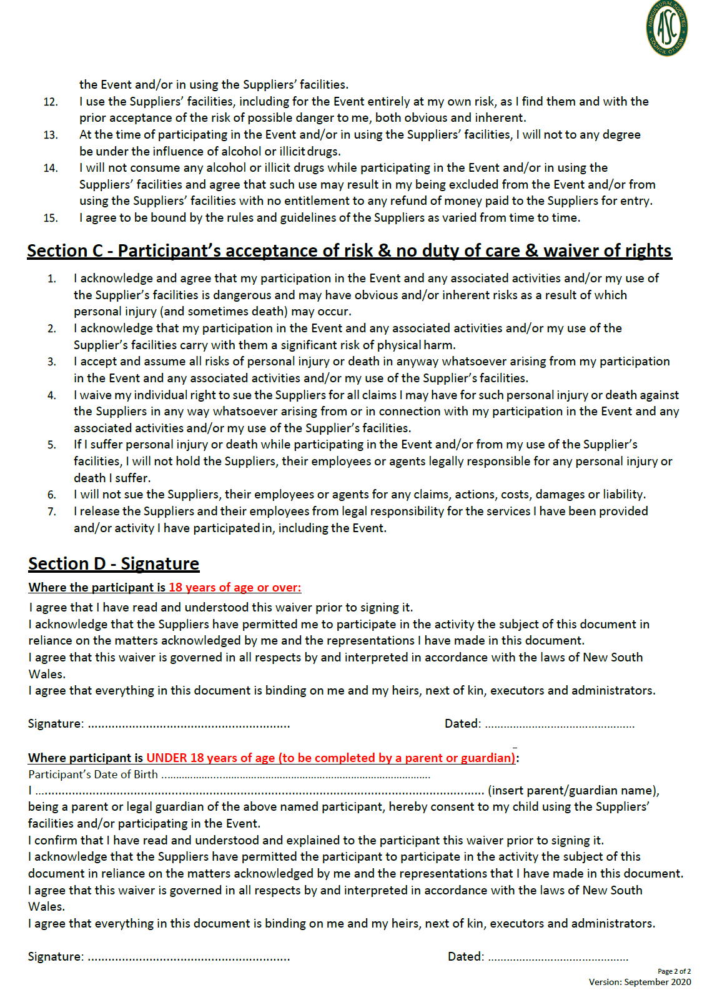 AGRICULTURAL SOCIETIES
ASC
COUNCIL OF NSW
the Event and/or in using the Suppliers’ facilities.
12. I use the Suppliers’ facilities, including for the Event entirely at my own risk, as I find them and with the
prior acceptance of the risk of possible danger to me, both obvious and inherent.
13. At the time of participating in the Event and/or in using the Suppliers’ facilities, I will not to any degree
be under the influence of alcohol or illicit drugs.
14. I will not consume any alcohol or illicit drugs while participating in the Event and/or in using the
Suppliers’ facilities and agree that such use may result in my being excluded from the Event and/or from
using the Suppliers’ facilities with no entitlement to any refund of money paid to the Suppliers for entry.
15. I agree to be bound by the rules and guidelines of the Suppliers as varied from time to time.
Section C - Participant’s acceptance of risk & no duty of care & waiver of rights
1. I acknowledge and agree that my participation in the Event and any associated activities and/or my use of
the Supplier’s facilities is dangerous and may have obvious and/or inherent risks as a result of which
personal injury (and sometimes death) may occur.
2. I acknowledge that my participation in the Event and any associated activities and/or my use of the
Supplier’s facilities carry with them a significant risk of physical harm.
3. I accept and assume all risks of personal injury or death in anyway whatsoever arising from my participation
in the Event and any associated activities and/or my use of the Supplier’s facilities.
4. I waive my individual right to sue the Suppliers for all claims I may have for such personal injury or death against
the Suppliers in any way whatsoever arising from or in connection with my participation in the Event and any
associated activities and/or my use of the Supplier’s facilities.
5. If I suffer personal injury or death while participating in the Event and/or from my use of the Supplier’s
facilities, I will not hold the Suppliers, their employees or agents legally responsible for any personal injury or
death I suffer.
6. I will not sue the Suppliers, their employees or agents for any claims, actions, costs, damages or liability.
7. I release the Suppliers and their employees from legal responsibility for the services I have been provided
and/or activity I have participated in, including the Event.
Section D - Signature
Where the participant is 18 years of age or over:
I agree that I have read and understood this waiver prior to signing it.
I acknowledge that the Suppliers have permitted me to participate in the activity the subject of this document in
reliance on the matters acknowledged by me and the representations I have made in this document.
I agree that this waiver is governed in all respects by and interpreted in accordance with the laws of New South
Wales.
I agree that everything in this document is binding on me and my heirs, next of kin, executors and administrators.
Signature: ........................................................... Dated: ................................................
Where participant is UNDER 18 years of age (to be completed by a parent or guardian):
Participant’s Date of Birth ............................................................................................
I ..................................................................................................................................... (insert parent/guardian name),
being a parent or legal guardian of the above named participant, hereby consent to my child using the Suppliers’
facilities and/or participating in the Event.
I confirm that I have read and understood and explained to the participant this waiver prior to signing it.
I acknowledge that the Suppliers have permitted the participant to participate in the activity the subject of this
document in reliance on the matters acknowledged by me and the representations that I have made in this document.
I agree that this waiver is governed in all respects by and interpreted in accordance with the laws of New South
Wales.
I agree that everything in this document is binding on me and my heirs, next of kin, executors and administrators.
Signature: ........................................................... Dated: .............................................
Page 2 of 2
Version: September 2020